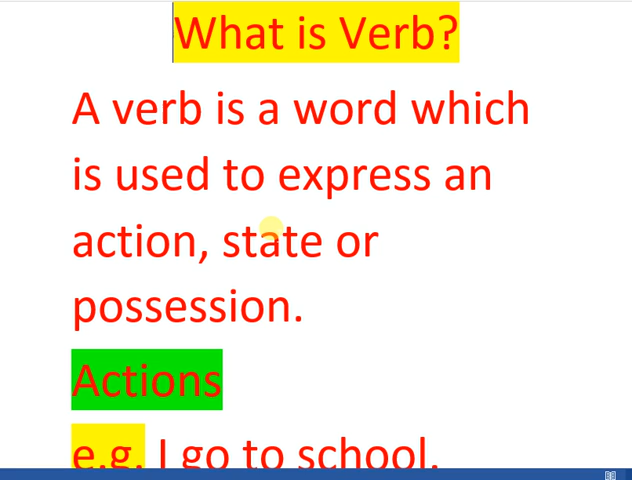 What is Verb?
A verb is a word which
is used to express an
action, state or
possession.
Actions
e.g. I go to school.